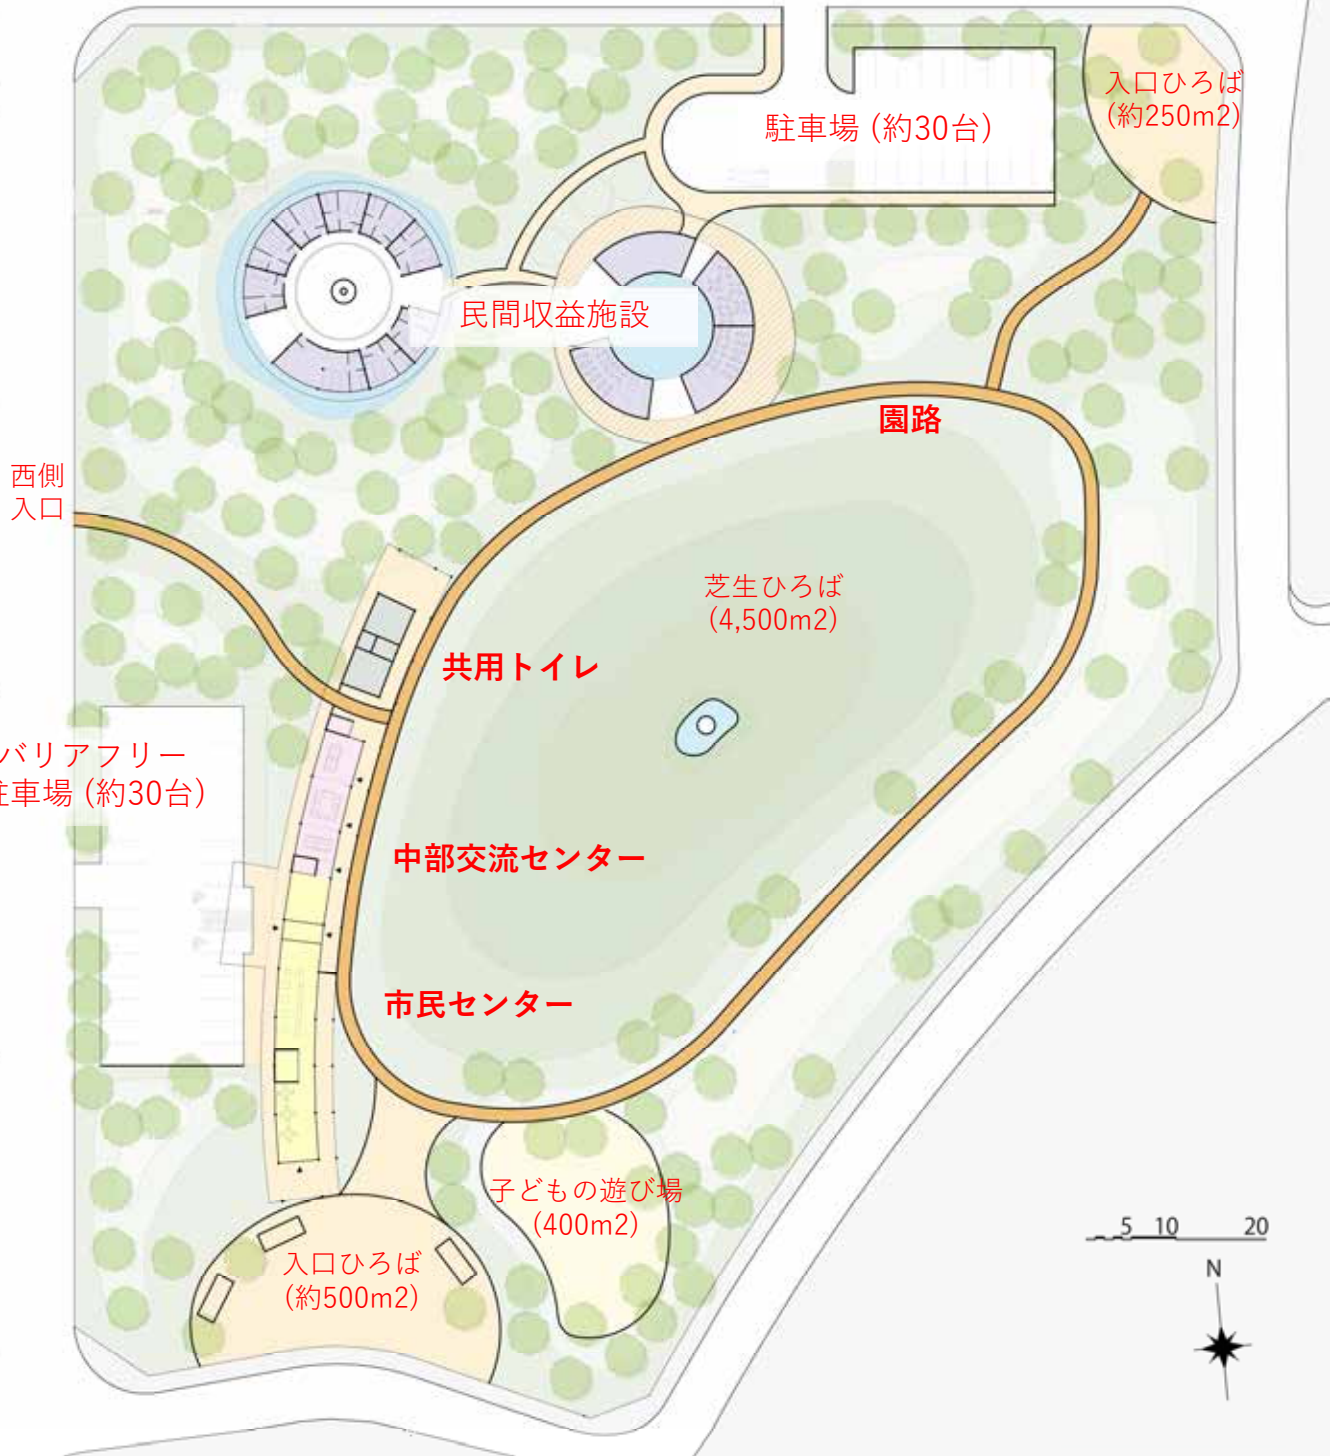 入口ひろば
(約250m2)
駐車場 (約30台)
民間収益施設
園路
西側
入口
芝生ひろば
(4,500m2)
共用トイレ
バリアフリー
駐車場 (約30台)
中部交流センター
市民センター
子どもの遊び場
(400m2)
入口ひろば
(約500m2)
5 10 20
N